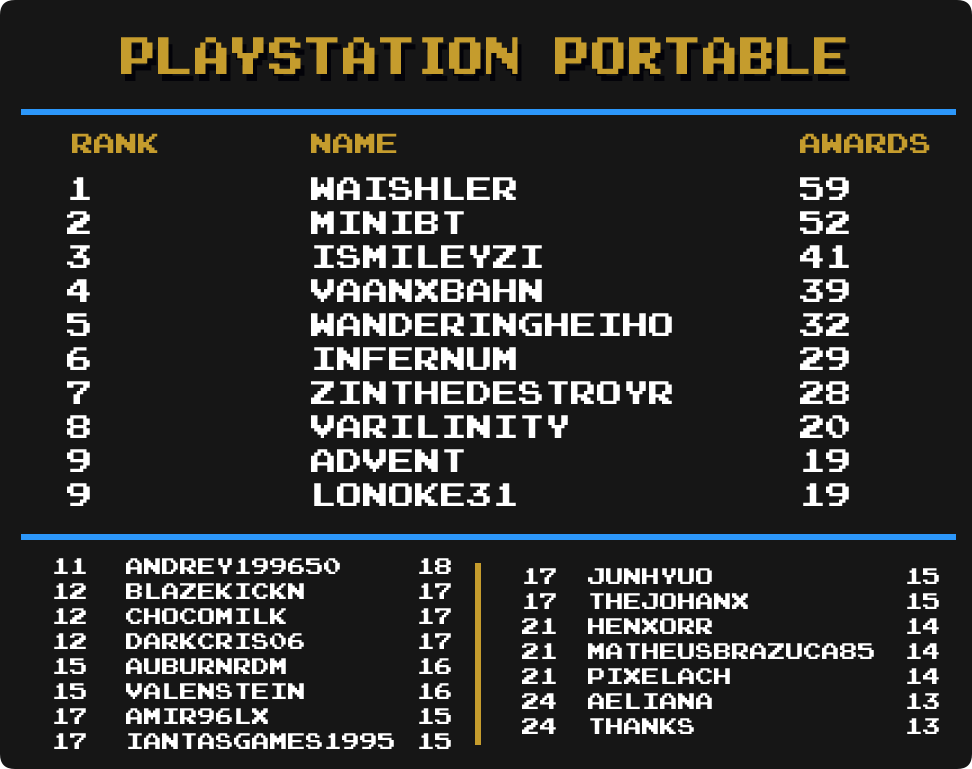 PLAYSTATION PORTABLE
RANK NAME AWARDS
1 WAISHLER 59
2 MINIBT 52
3 ISMILEYZI 41
4 VAANXBAHN 39
5 WANDERINGHEIHO 32
6 INFERNUM 29
7 ZINTHEDESTROYR 28
8 VARILINITY 20
9 ADVENT 19
9 LONOKE31 19
11 ANDREY199650 18
12 BLAZEKICKN 17
12 CHOCOMILK 17
12 DARKCRIS06 17
15 AUBURNRDM 16
15 VALENSTEIN 16
17 AMIR96LX 15
17 IANTASGAMES1995 15
17 JUNHYUO 15
17 THEJOHANX 15
21 HENXORR 14
21 MATHEUSBRAZUCA85 14
21 PIXELACH 14
24 AELIANA 13
24 THANKS 13